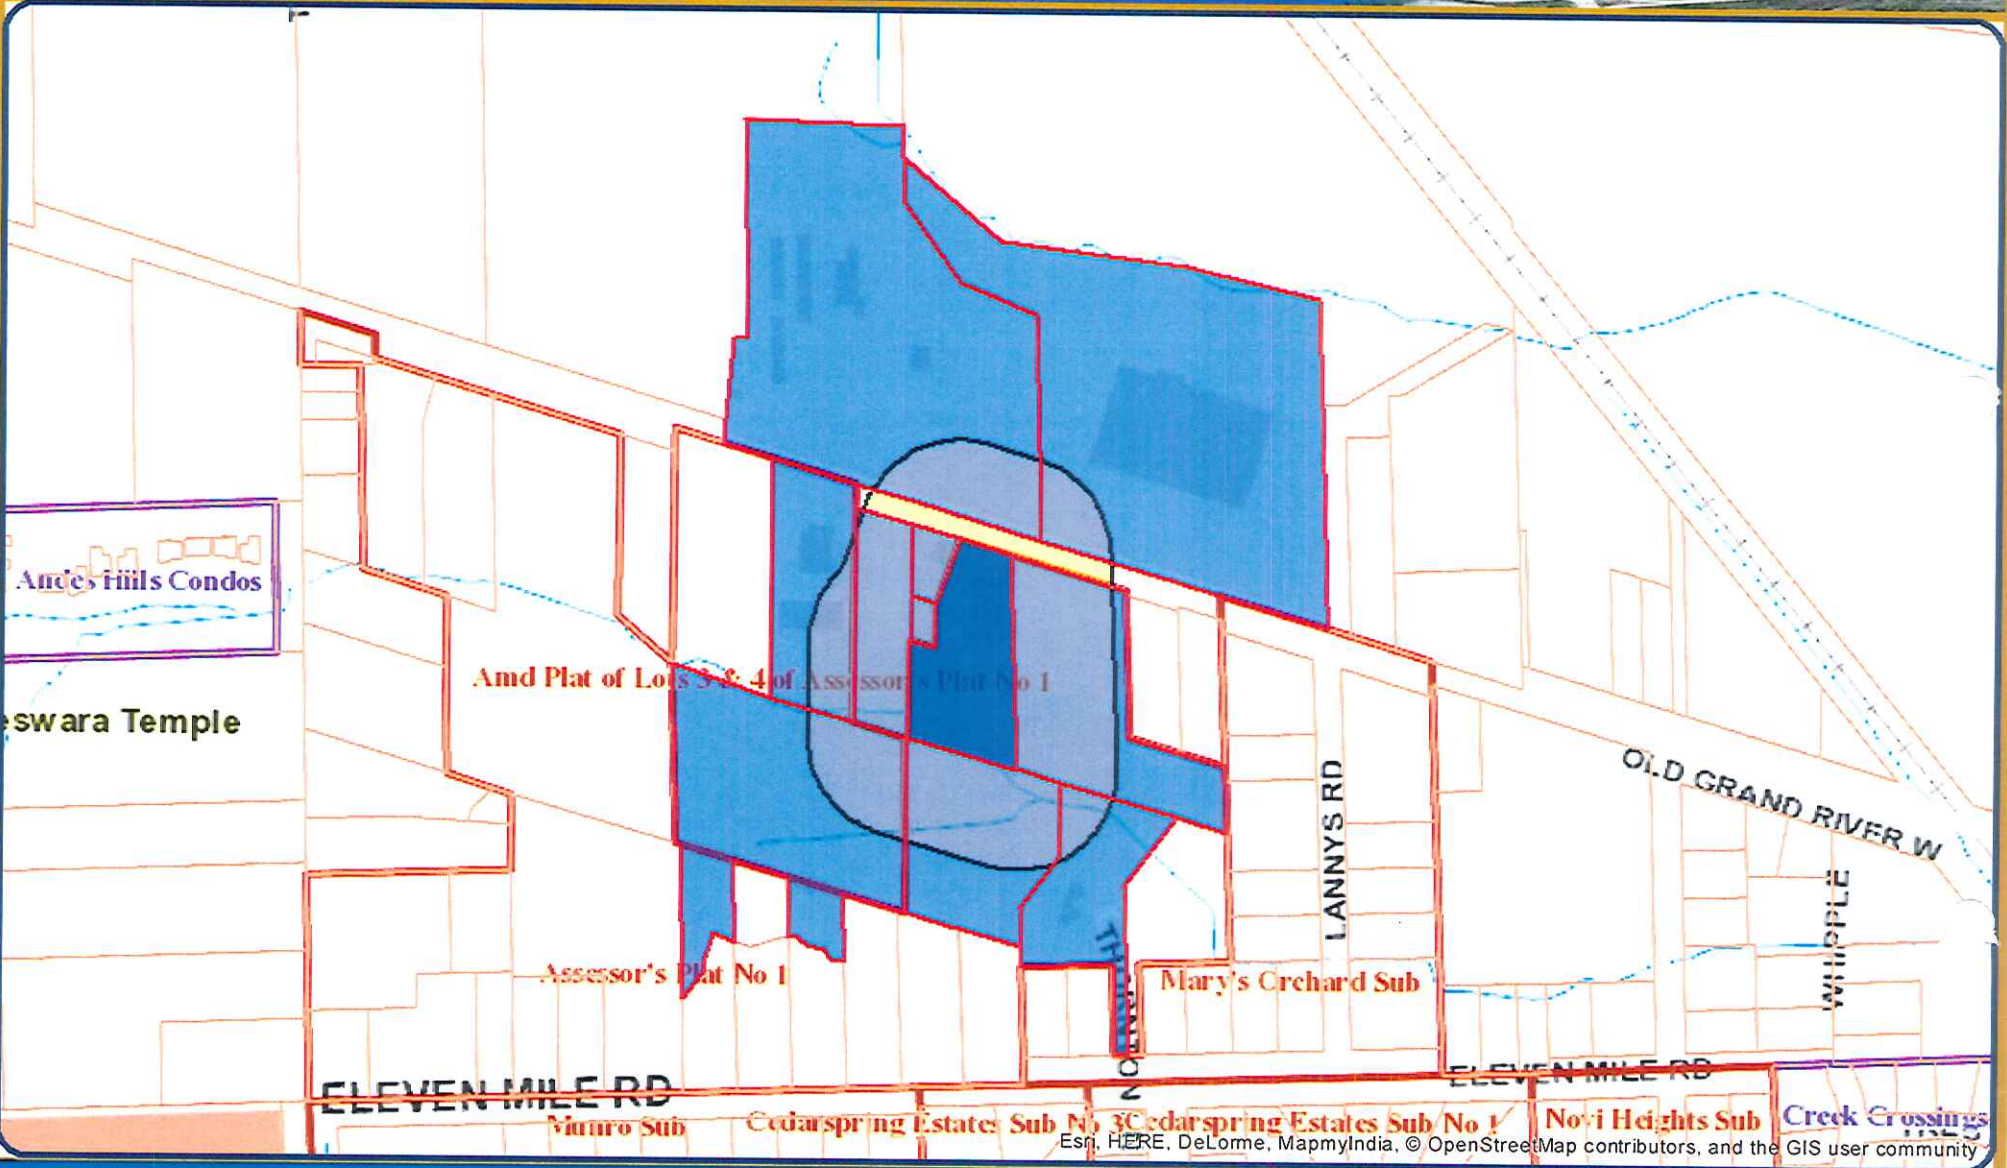 Andes Hills Condos
Amd Plat of Lots 3 & 4 of Assessor's Plat No 1
eswara Temple
LANNYS RD
OLD GRAND RIVER W
WHIPPLE
Assessor's Plat No 1
Mary's Orchard Sub
ELEVEN MILE RD
ELEVEN MILE RD
Munro Sub
Cedarspring Estates Sub No 3
Cedarspring Estates Sub No 1
Novi Heights Sub
Creek Crossings
Esri, HERE, DeLorme, MapmyIndia, © OpenStreetMap contributors, and the GIS user community